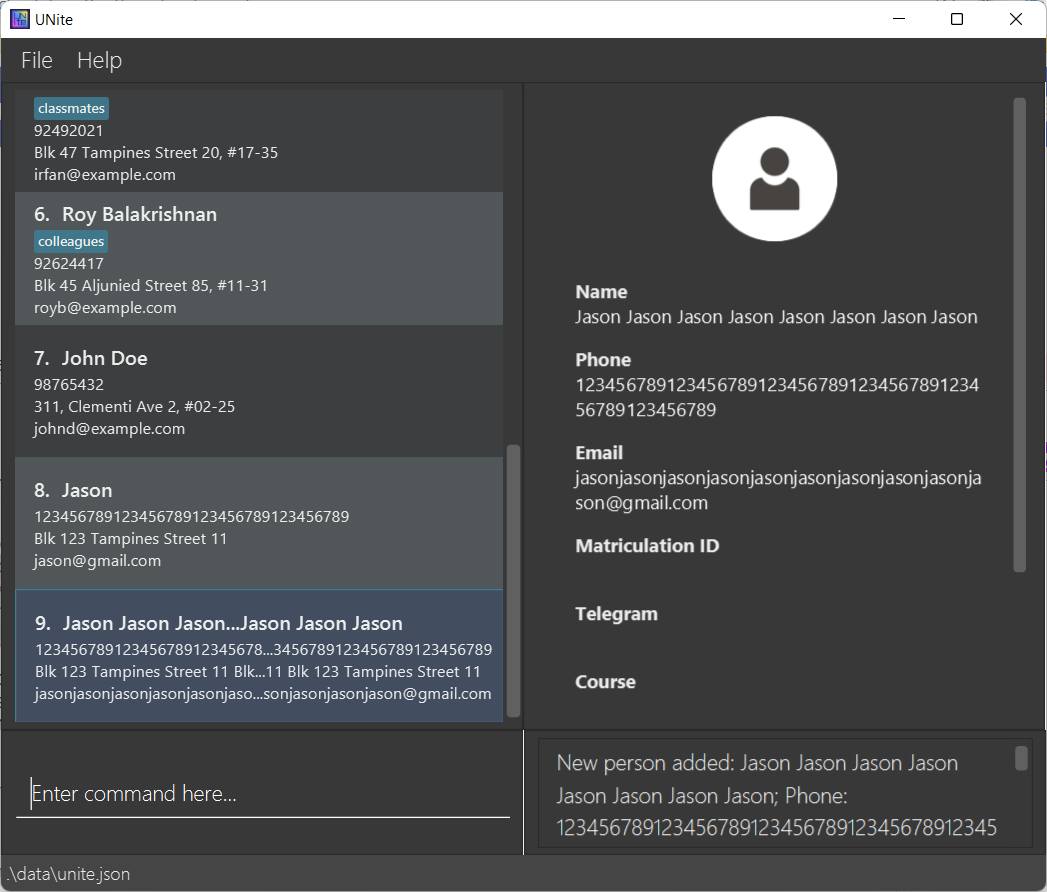 UNite
File Help
classmates
92492021
Blk 47 Tampines Street 20, #17-35
irfan@example.com
6. Roy Balakrishnan
colleagues
92624417
Blk 45 Aljunied Street 85, #11-31
royb@example.com
7. John Doe
98765432
311, Clementi Ave 2, #02-25
johnd@example.com
8. Jason
123456789123456789123456789123456789
Blk 123 Tampines Street 11
jason@gmail.com
9. Jason Jason Jason...Jason Jason Jason
12345678912345678912345678...3456789123456789123456789
Blk 123 Tampines Street 11 Blk...11 Blk 123 Tampines Street 11
jasonjasonjasonjasonjasonjaso...sonjasonjasonjason@gmail.com
Name
Jason Jason Jason Jason Jason Jason Jason Jason
Phone
1234567891234567891234567891234567891234
56789123456789
Email
jasonjasonjasonjasonjasonjasonjasonjasonjasonja
son@gmail.com
Matriculation ID
Telegram
Course
Enter command here...
New person added: Jason Jason Jason Jason
Jason Jason Jason Jason; Phone:
12345678912345678912345678912345678912345
.\data\unite.json